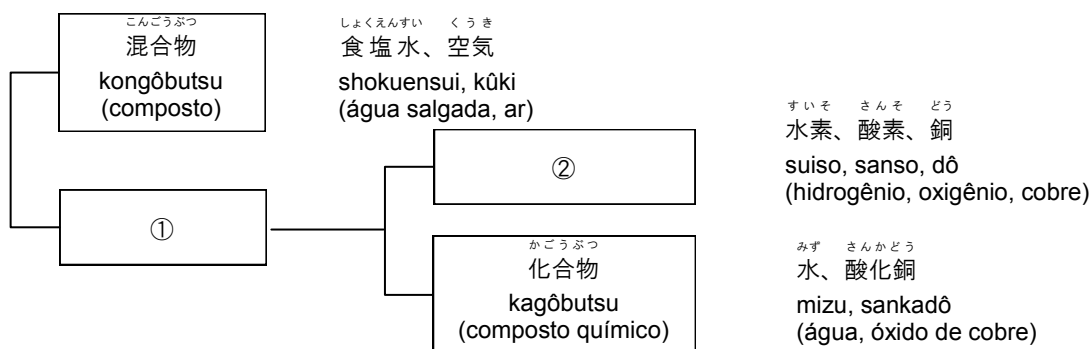 こんごうぶつ
混合物
kongôbutsu
(composto)
しょくえんすい くうき
食塩水、空気
shokuensui, kûki
(água salgada, ar)
①
②
すいそ さんそ どう
水素、酸素、銅
suiso, sanso, dô
(hidrogênio, oxigênio, cobre)
かごうぶつ
化合物
kagôbutsu
(composto químico)
みず さんかどう
水、酸化銅
mizu, sankadô
(água, óxido de cobre)